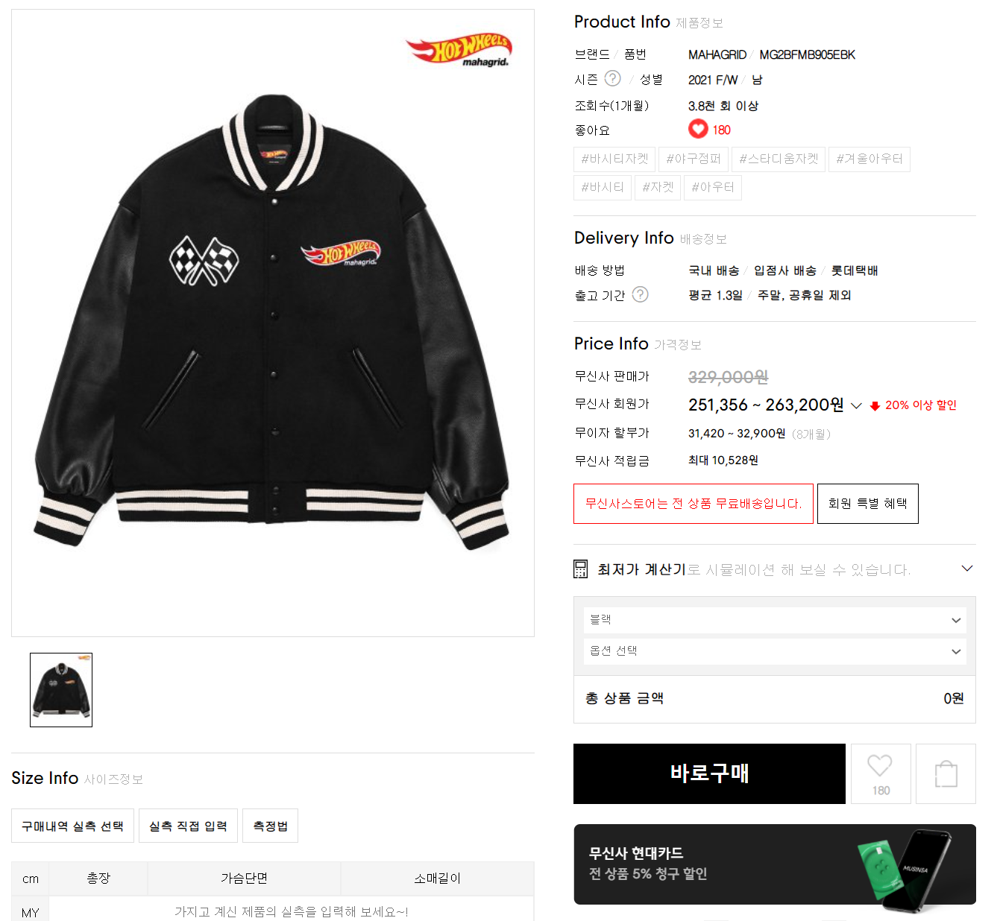 HOT WHEELS
mahagrid.
HOT WHEELS
mahagrid.
Size Info 사이즈정보
구매내역 실측 선택
실측 직접 입력
측정법
cm 총장 가슴단면 소매길이
MY 가지고 계신 제품의 실측을 입력해 보세요~!
Product Info 제품정보
브랜드 / 품번 MAHAGRID / MG2BFMB905EBK
시즌 ? / 성별 2021 F/W / 남
조회수(1개월) 3.8천 회 이상
좋아요 180
#바시티자켓 #야구점퍼 #스타디움자켓 #겨울아우터
#바시티 #자켓 #아우터
Delivery Info 배송정보
배송 방법 국내 배송 / 입점사 배송 / 롯데택배
출고 기간 ? 평균 1.3일 / 주말, 공휴일 제외
Price Info 가격정보
무신사 판매가 329,000원
무신사 회원가 251,356 ~ 263,200원 20% 이상 할인
무이자 할부가 31,420 ~ 32,900원 (8개월)
무신사 적립금 최대 10,528원
무신사스토어는 전 상품 무료배송입니다.
회원 특별 혜택
최저가 계산기로 시뮬레이션 해 보실 수 있습니다.
블랙
옵션 선택
총 상품 금액 0원
바로구매
180
무신사 현대카드
전 상품 5% 청구 할인
MUSINSA